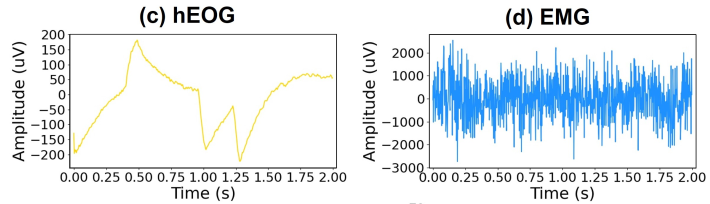 (c) hEOG
Amplitude (uV)
200
150
100
50
0
−50
−100
−150
−200
0.00 0.25 0.50 0.75 1.00 1.25 1.50 1.75 2.00
Time (s)
(d) EMG
Amplitude (uV)
2000
1000
0
−1000
−2000
−3000
0.00 0.25 0.50 0.75 1.00 1.25 1.50 1.75 2.00
Time (s)